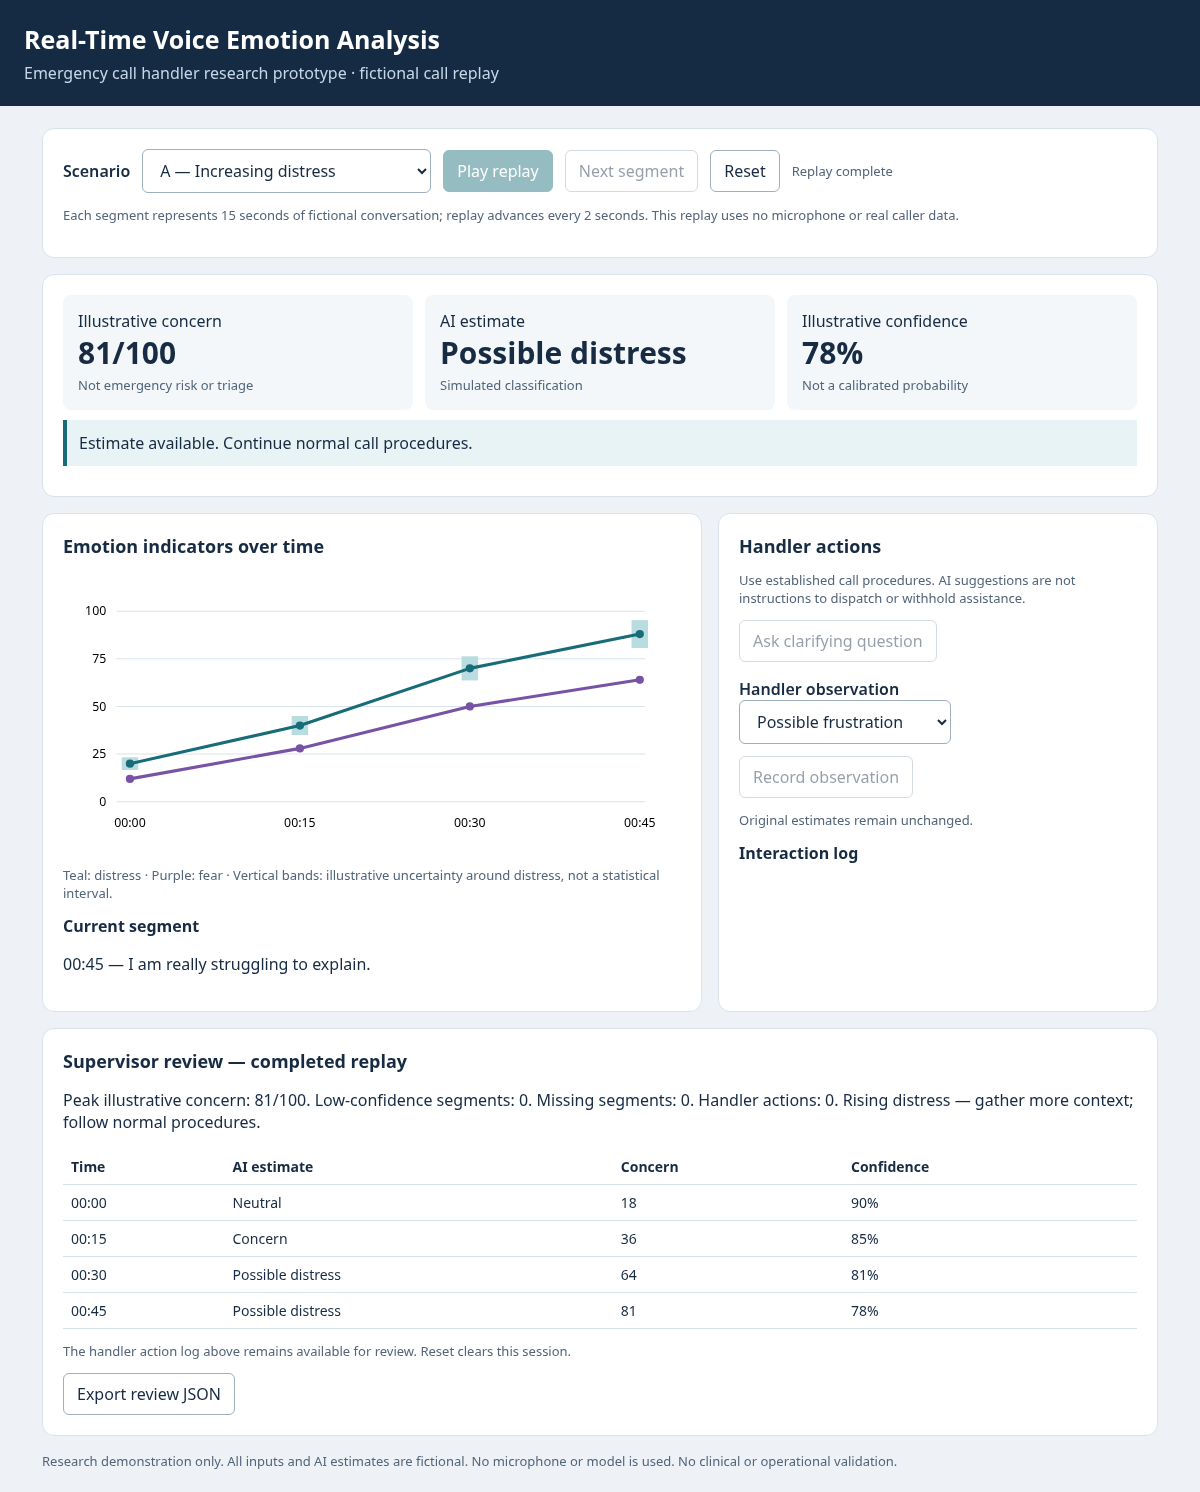 Real-Time Voice Emotion Analysis
Emergency call handler research prototype · fictional call replay
Scenario
A — Increasing distress
Play replay
Next segment
Reset
Replay complete
Each segment represents 15 seconds of fictional conversation; replay advances every 2 seconds. This replay uses no microphone or real caller data.
Illustrative concern
81/100
Not emergency risk or triage
AI estimate
Possible distress
Simulated classification
Illustrative confidence
78%
Not a calibrated probability
Estimate available. Continue normal call procedures.
Emotion indicators over time
100
75
50
25
0
00:00 00:15 00:30 00:45
Teal: distress · Purple: fear · Vertical bands: illustrative uncertainty around distress, not a statistical
interval.
Current segment
00:45 — I am really struggling to explain.
Handler actions
Use established call procedures. AI suggestions are not
instructions to dispatch or withhold assistance.
Ask clarifying question
Handler observation
Possible frustration
Record observation
Original estimates remain unchanged.
Interaction log
Supervisor review — completed replay
Peak illustrative concern: 81/100. Low-confidence segments: 0. Missing segments: 0. Handler actions: 0. Rising distress — gather more context;
follow normal procedures.
Time AI estimate Concern Confidence
00:00 Neutral 18 90%
00:15 Concern 36 85%
00:30 Possible distress 64 81%
00:45 Possible distress 81 78%
The handler action log above remains available for review. Reset clears this session.
Export review JSON
Research demonstration only. All inputs and AI estimates are fictional. No microphone or model is used. No clinical or operational validation.